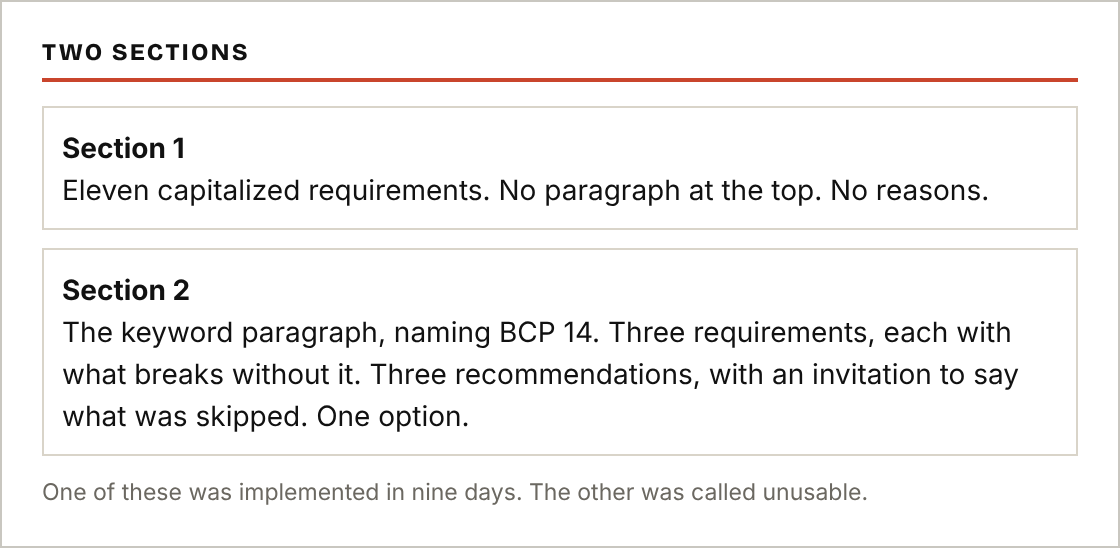 TWO SECTIONS
Section 1
Eleven capitalized requirements. No paragraph at the top. No reasons.
Section 2
The keyword paragraph, naming BCP 14. Three requirements, each with
what breaks without it. Three recommendations, with an invitation to say
what was skipped. One option.
One of these was implemented in nine days. The other was called unusable.